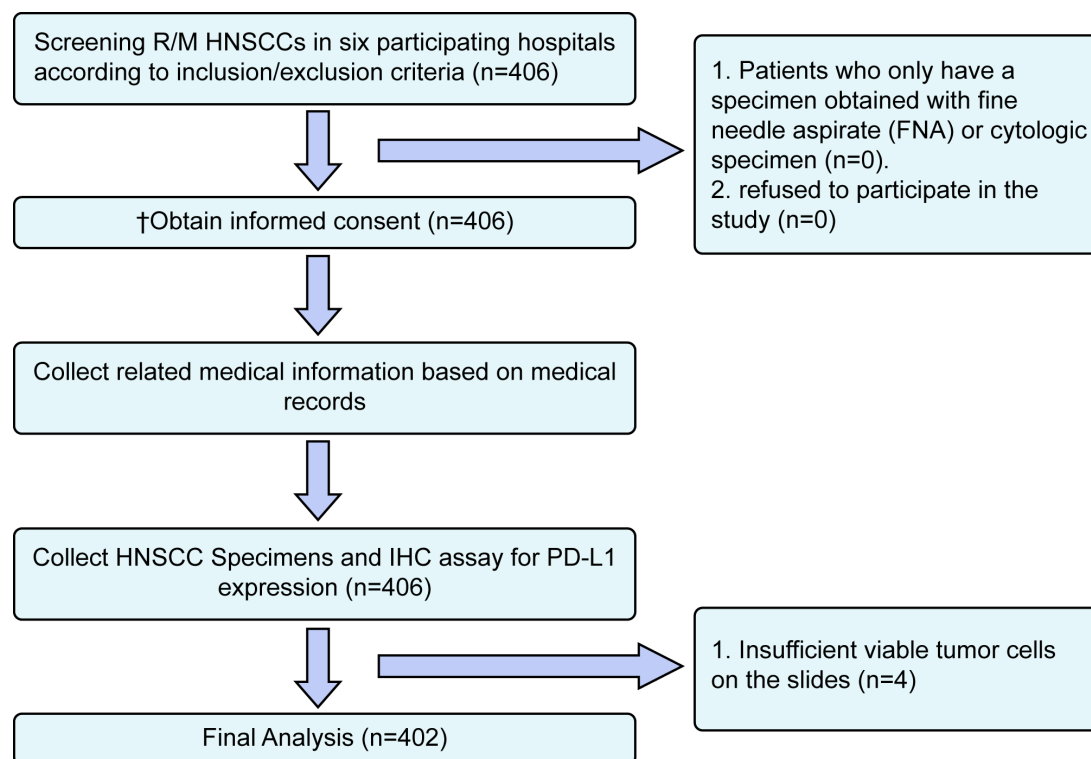 Screening R/M HNSCCs in six participating hospitals
according to inclusion/exclusion criteria (n=406)
1. Patients who only have a
specimen obtained with fine
needle aspirate (FNA) or cytologic
specimen (n=0).
2. refused to participate in the
study (n=0)
†Obtain informed consent (n=406)
Collect related medical information based on medical
records
Collect HNSCC Specimens and IHC assay for PD-L1
expression (n=406)
1. Insufficient viable tumor cells
on the slides (n=4)
Final Analysis (n=402)